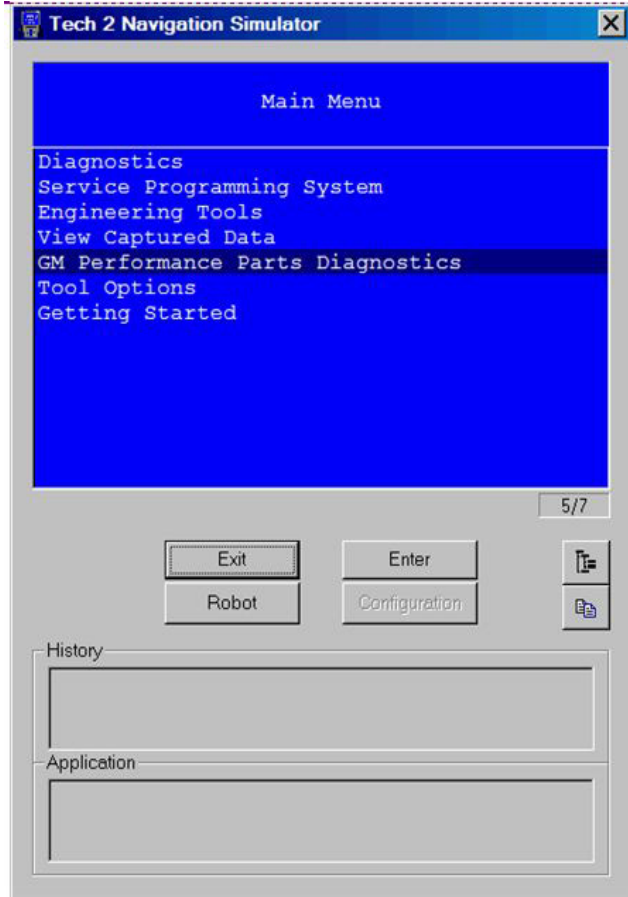 Tech 2 Navigation Simulator
Main Menu
Diagnostics
Service Programming System
Engineering Tools
View Captured Data
GM Performance Parts Diagnostics
Tool Options
Getting Started
5/7
Exit
Enter
Robot
Configuration
History
Application